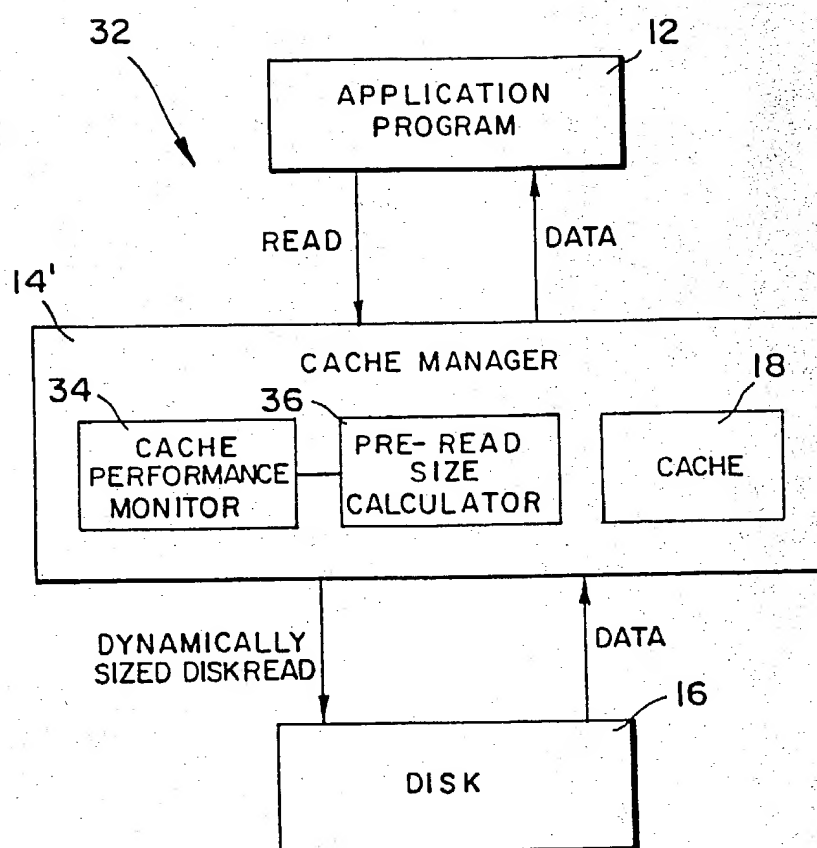 32
12
APPLICATION
PROGRAM
READ
DATA
14'
CACHE MANAGER
34
36
18
CACHE
PERFORMANCE
MONITOR
PRE-READ
SIZE
CALCULATOR
CACHE
DYNAMICALLY
SIZED DISKREAD
DATA
16
DISK